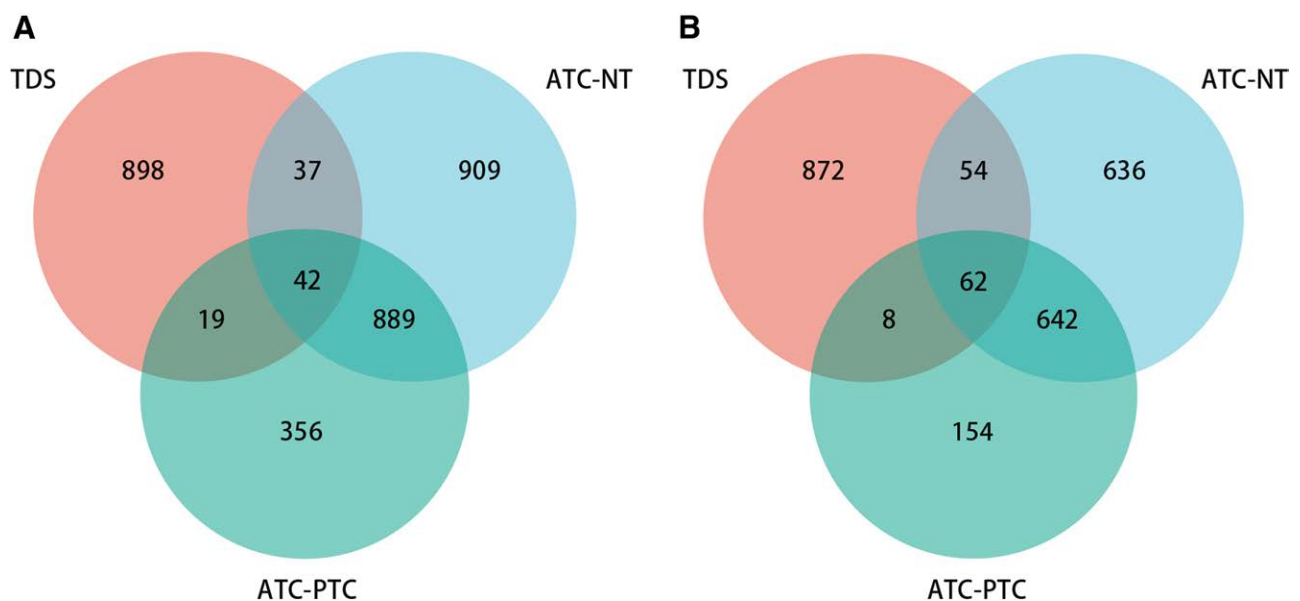 A
TDS
ATC-NT
898
37
909
42
19
889
356
ATC-PTC
B
TDS
ATC-NT
872
54
636
62
8
642
154
ATC-PTC